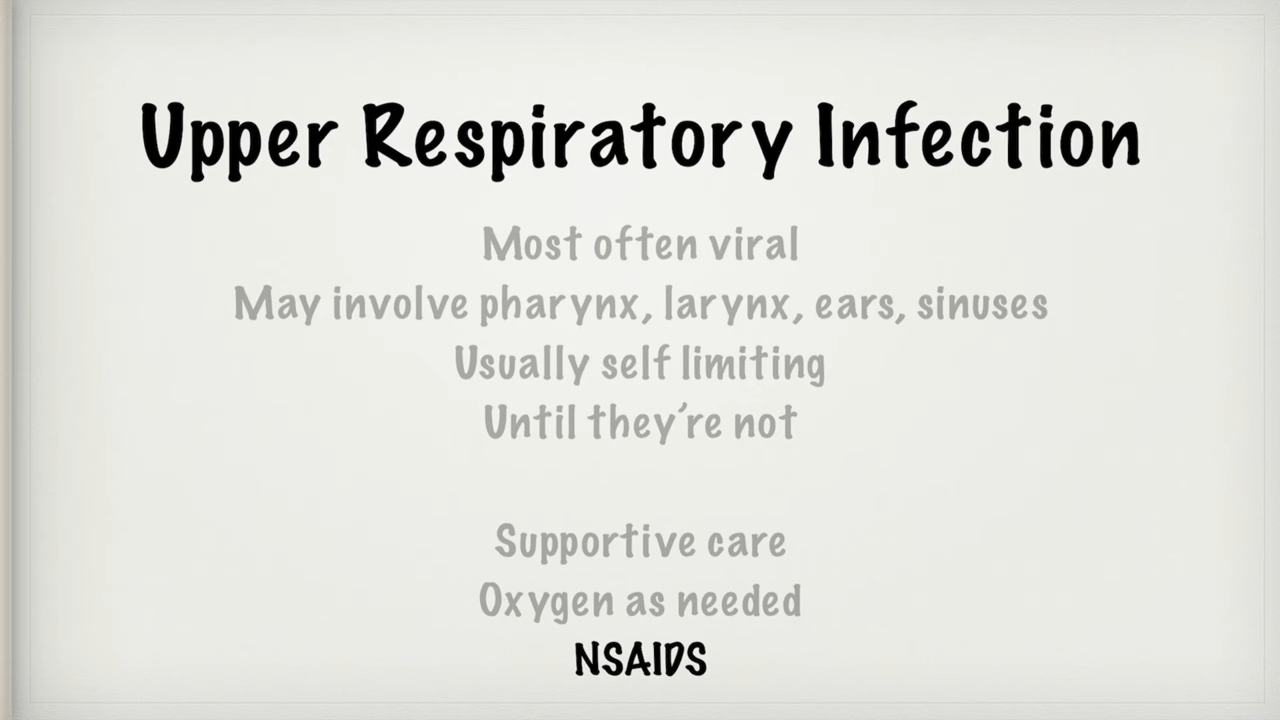 Upper Respiratory Infection
Most often viral
May involve pharynx, larynx, ears, sinuses
Usually self limiting
Until they’re not
Supportive care
Oxygen as needed
NSAIDS